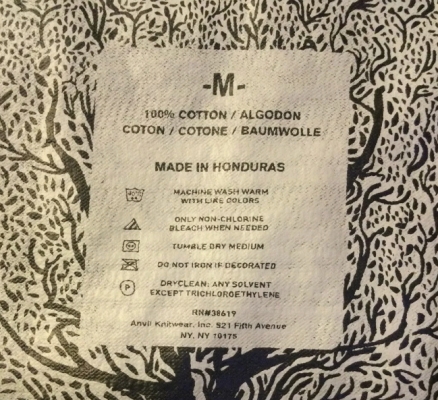 -M-
100% COTTON / ALGODON
COTON / COTONE / BAUMWOLLE
MADE IN HONDURAS
MACHINE WASH WARM
WITH LIKE COLORS
ONLY NON-CHLORINE
BLEACH WHEN NEEDED
TUMBLE DRY MEDIUM
DO NOT IRON IF DECORATED
P
DRYCLEAN: ANY SOLVENT
EXCEPT TRICHLOROETHYLENE
RN#38619
Anvil Knitwear, Inc. 521 Fifth Avenue
NY, NY 10175